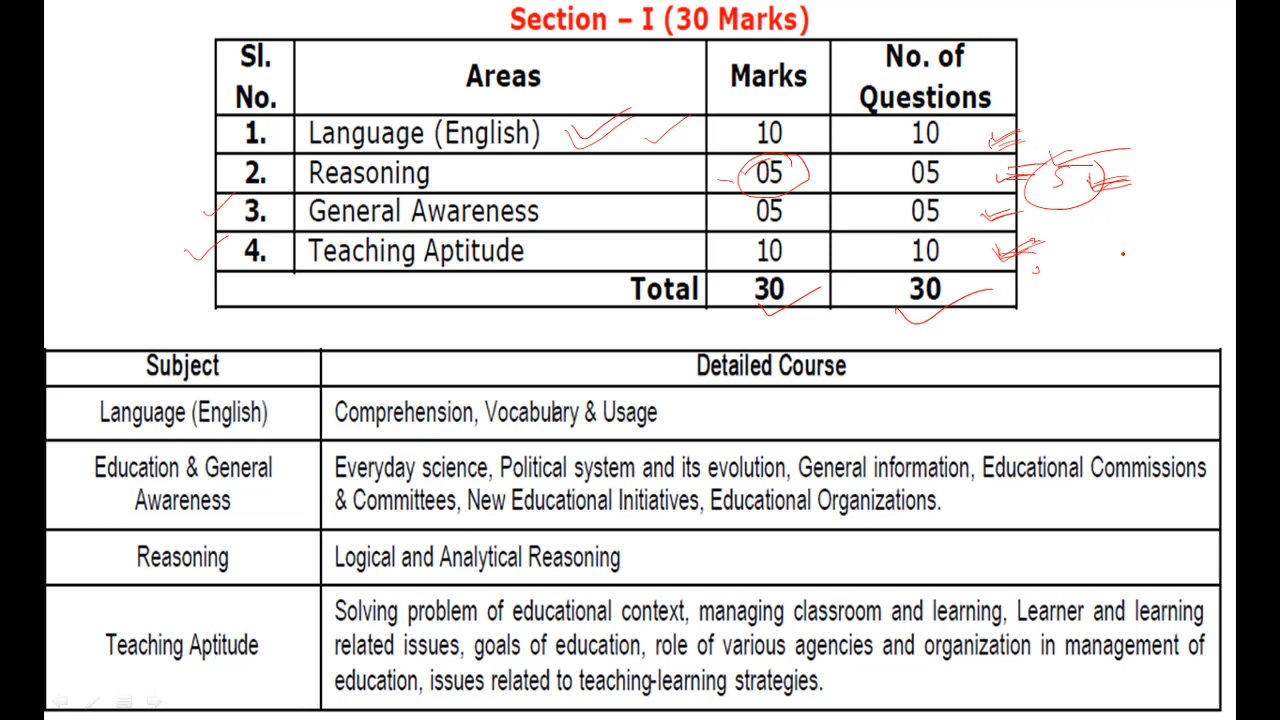 Section – I (30 Marks)
Sl. No. Areas Marks No. of Questions
1. Language (English) 10 10
2. Reasoning 05 05
5
3. General Awareness 05 05
4. Teaching Aptitude 10 10
Total 30 30
Subject Detailed Course
Language (English) Comprehension, Vocabulary & Usage
Education & General Everyday science, Political system and its evolution, General information, Educational Commissions
Awareness & Committees, New Educational Initiatives, Educational Organizations.
Reasoning Logical and Analytical Reasoning
Solving problem of educational context, managing classroom and learning, Learner and learning
Teaching Aptitude related issues, goals of education, role of various agencies and organization in management of
education, issues related to teaching-learning strategies.